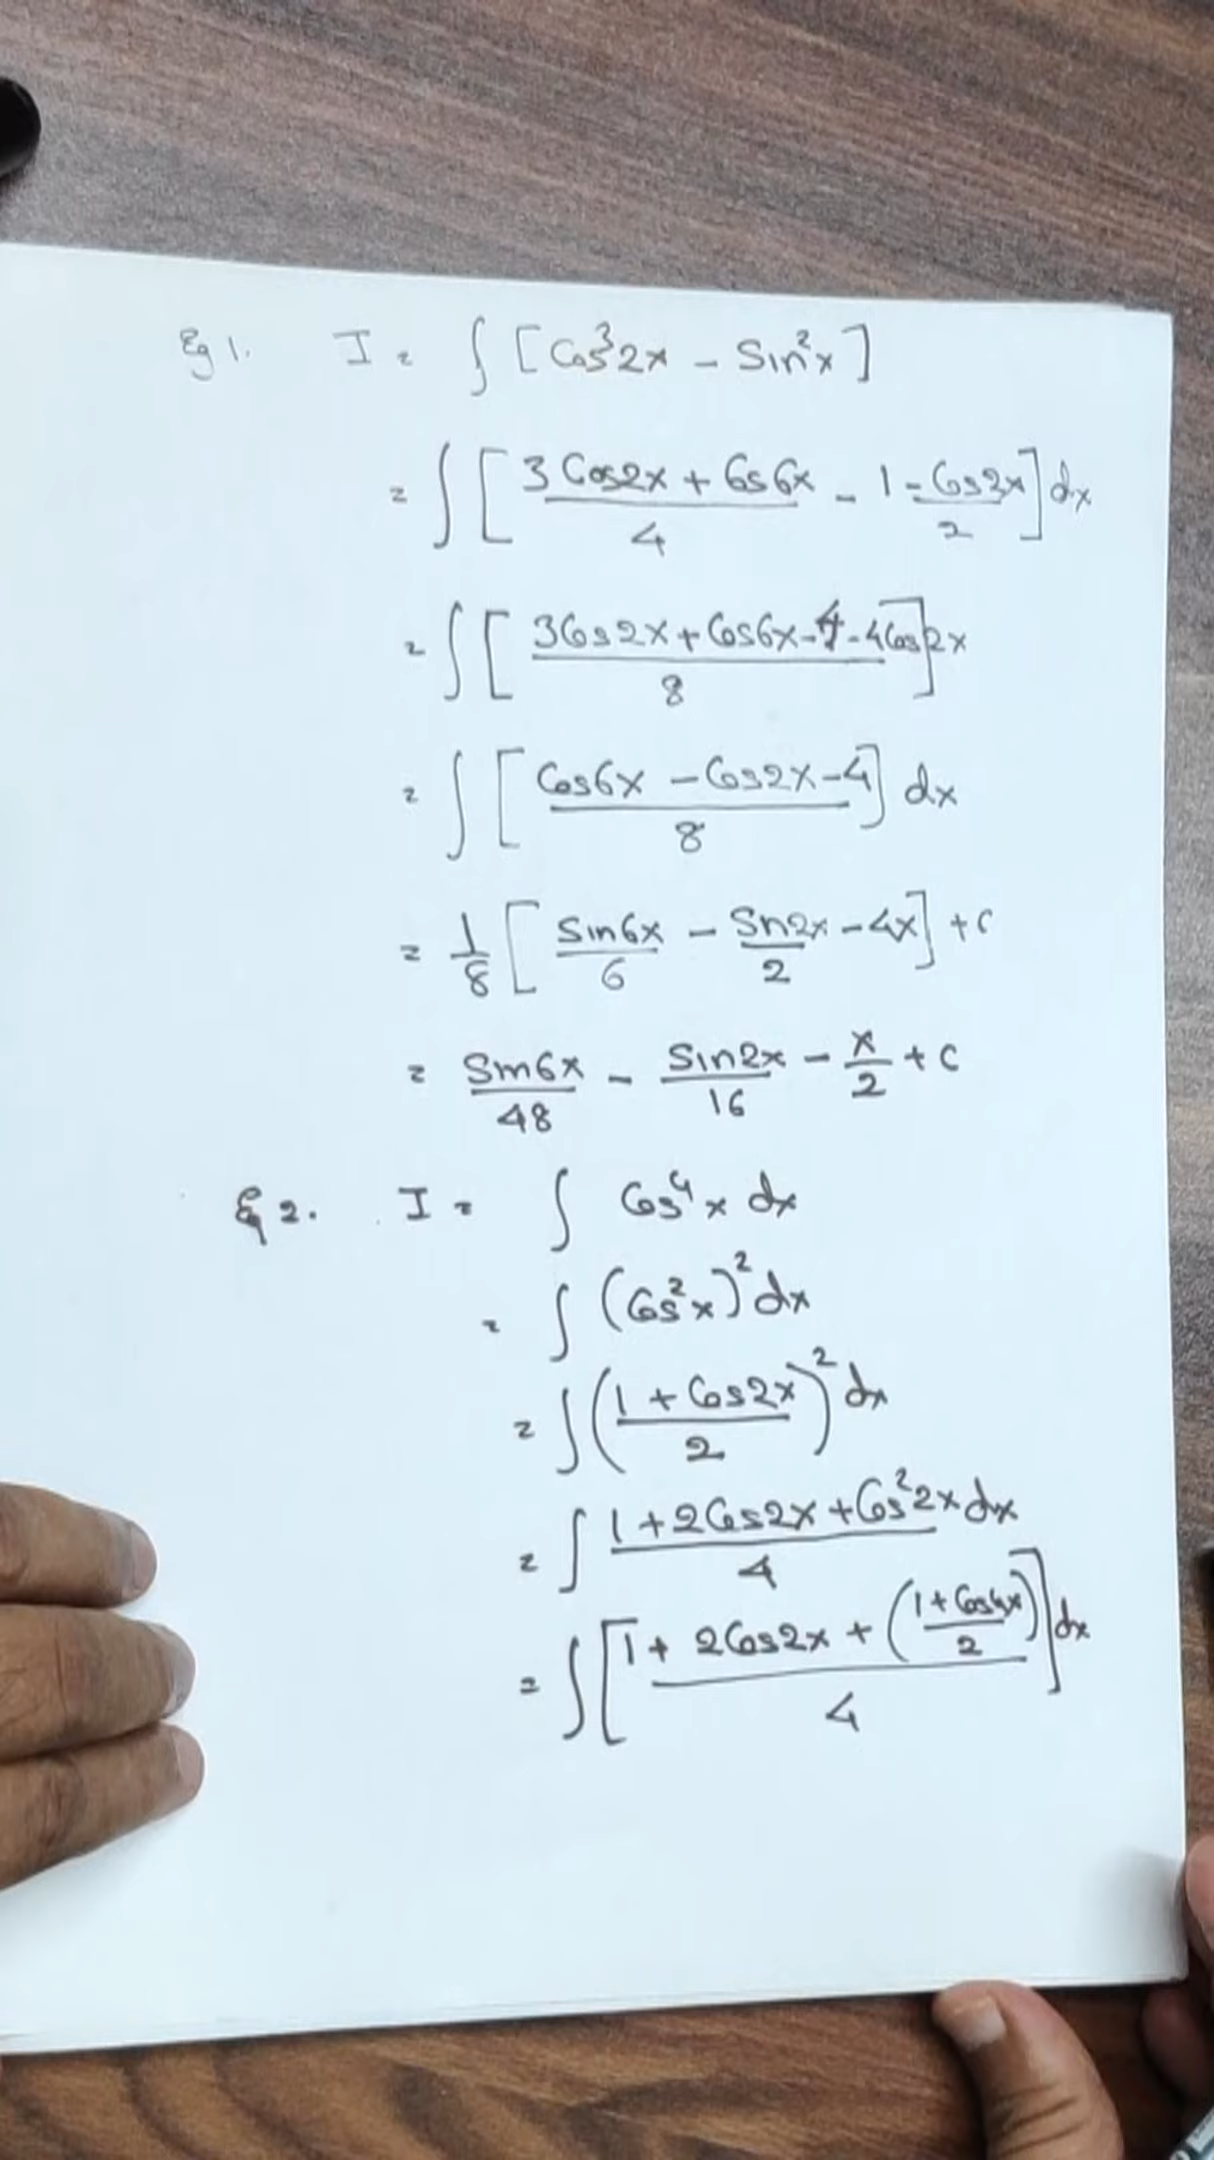 Eg 1. I = ∫ [Cos³2x - Sin²x]
= ∫ [(3 Cos2x + Cos6x)/4 - (1 - Cos2x)/2] dx
= ∫ [(3Cos2x + Cos6x - 4 - 4Cos2x)/8]
= ∫ [(Cos6x - Cos2x - 4)/8] dx
= 1/8 [Sin6x/6 - Sn2x/2 - 4x] + c
= Sin6x/48 - Sin2x/16 - x/2 + c
Eg 2. I = ∫ Cos⁴x dx
= ∫ (Cos²x)² dx
= ∫ ((1 + Cos2x)/2)² dx
= ∫ (1 + 2Cos2x + Cos²2x)/4 dx
= ∫ [(1 + 2Cos2x + ((1 + Cos4x)/2))/4] dx